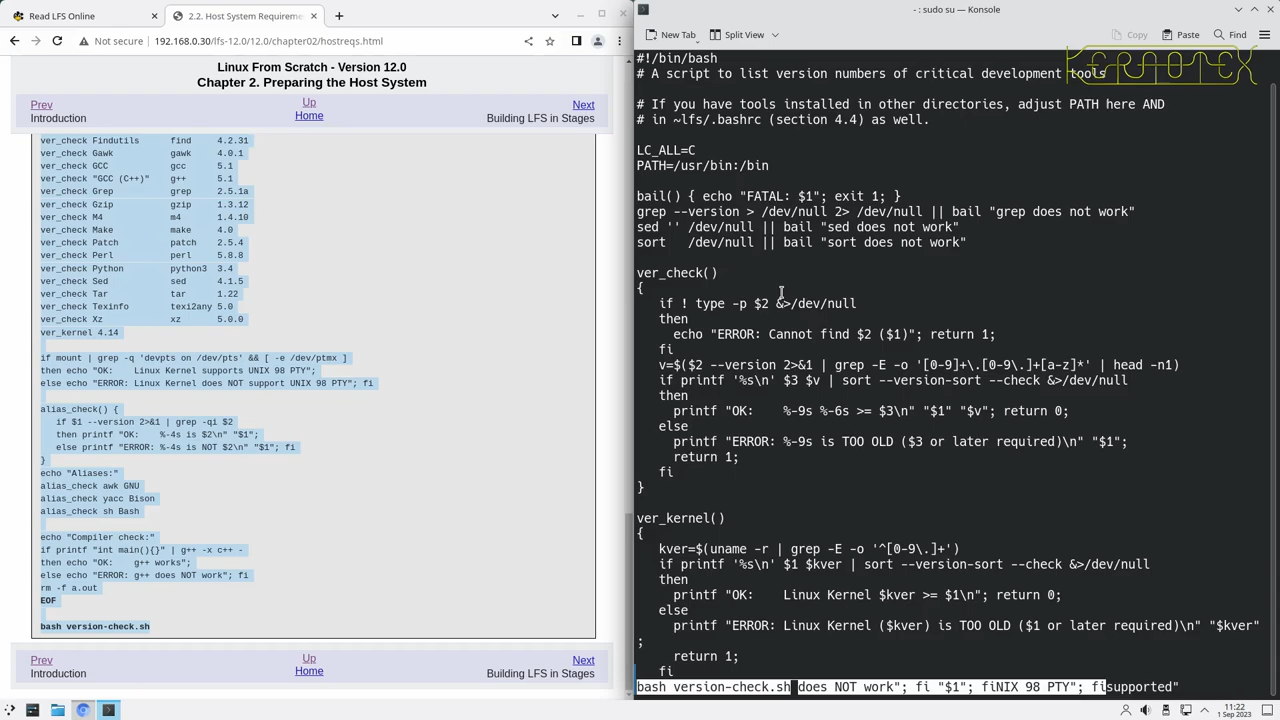 Read LFS Online
2.2. Host System Requireme
Not secure
192.168.0.30/lfs-12.0/12.0/chapter02/hostreqs.html
Linux From Scratch - Version 12.0
Chapter 2. Preparing the Host System
Prev
Up
Next
Introduction
Home
Building LFS in Stages
ver_check Findutils find 4.2.31
ver_check Gawk gawk 4.0.1
ver_check GCC gcc 5.1
ver_check "GCC (C++)" g++ 5.1
ver_check Grep grep 2.5.1a
ver_check Gzip gzip 1.3.12
ver_check M4 m4 1.4.10
ver_check Make make 4.0
ver_check Patch patch 2.5.4
ver_check Perl perl 5.8.8
ver_check Python python3 3.4
ver_check Sed sed 4.1.5
ver_check Tar tar 1.22
ver_check Texinfo texi2any 5.0
ver_check Xz xz 5.0.0
ver_kernel 4.14
if mount | grep -q 'devpts on /dev/pts' && [ -e /dev/ptmx ]
then echo "OK:    Linux Kernel supports UNIX 98 PTY";
else echo "ERROR: Linux Kernel does NOT support UNIX 98 PTY"; fi
alias_check() {
if $1 --version 2>&1 | grep -qi $2
then printf "OK:    %-4s is $2\n" "$1";
else printf "ERROR: %-4s is NOT $2\n" "$1"; fi
}
echo "Aliases:"
alias_check awk GNU
alias_check yacc Bison
alias_check sh Bash
echo "Compiler check:"
if printf "int main(){}" | g++ -x c++ -
then echo "OK:    g++ works";
else echo "ERROR: g++ does NOT work"; fi
rm -f a.out
EOF
bash version-check.sh
Prev
Up
Next
Introduction
Home
Building LFS in Stages
- : sudo su — Konsole
New Tab
Split View
Copy
Paste
Find
KERNOTEX
#!/bin/bash
# A script to list version numbers of critical development tools
# If you have tools installed in other directories, adjust PATH here AND
# in ~lfs/.bashrc (section 4.4) as well.
LC_ALL=C
PATH=/usr/bin:/bin
bail() { echo "FATAL: $1"; exit 1; }
grep --version > /dev/null 2> /dev/null || bail "grep does not work"
sed '' /dev/null || bail "sed does not work"
sort   /dev/null || bail "sort does not work"
ver_check()
{
if ! type -p $2 &>/dev/null
then
echo "ERROR: Cannot find $2 ($1)"; return 1;
fi
v=$($2 --version 2>&1 | grep -E -o '[0-9]+\.[0-9\.]+[a-z]*' | head -n1)
if printf '%s\n' $3 $v | sort --version-sort --check &>/dev/null
then
printf "OK:    %-9s %-6s >= $3\n" "$1" "$v"; return 0;
else
printf "ERROR: %-9s is TOO OLD ($3 or later required)\n" "$1";
return 1;
fi
}
ver_kernel()
{
kver=$(uname -r | grep -E -o '^[0-9\.]+')
if printf '%s\n' $1 $kver | sort --version-sort --check &>/dev/null
then
printf "OK:    Linux Kernel $kver >= $1\n"; return 0;
else
printf "ERROR: Linux Kernel ($kver) is TOO OLD ($1 or later required)\n" "$kver"
;
return 1;
fi
bash version-check.sh does NOT work"; fi "$1"; fiNIX 98 PTY"; fisupported"
11:22
1 Sep 2023